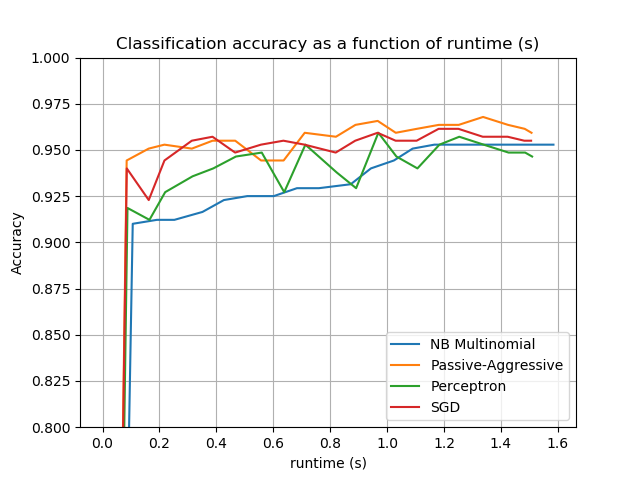 Classification accuracy as a function of runtime (s)
1.000
0.975
0.950
0.925
0.900
0.875
0.850
0.825
0.800
Accuracy
NB Multinomial
Passive-Aggressive
Perceptron
SGD
0.0 0.2 0.4 0.6 0.8 1.0 1.2 1.4 1.6
runtime (s)